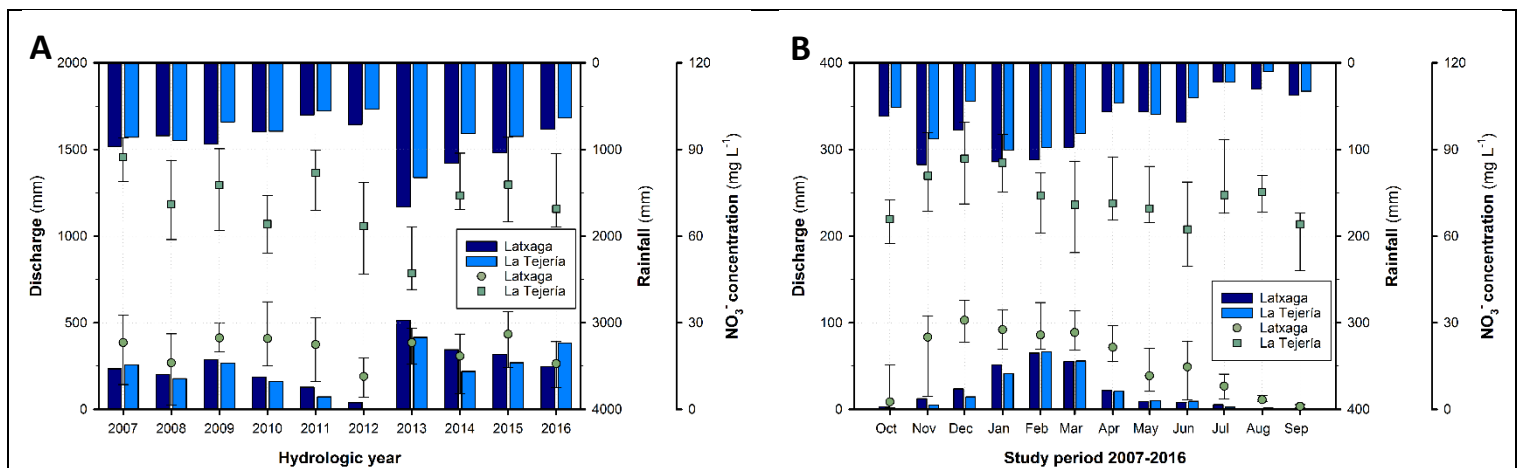 A
2000
1500
1000
500
0
Discharge (mm)
0
1000
2000
3000
4000
Rainfall (mm)
120
90
60
30
0
NO₃⁻ concentration (mg L⁻¹)
Latxaga
La Tejería
Latxaga
La Tejería
2007 2008 2009 2010 2011 2012 2013 2014 2015 2016
Hydrologic year
B
400
300
200
100
0
Discharge (mm)
0
100
200
300
400
Rainfall (mm)
120
90
60
30
0
NO₃⁻ concentration (mg L⁻¹)
Latxaga
La Tejería
Latxaga
La Tejería
Oct Nov Dec Jan Feb Mar Apr May Jun Jul Aug Sep
Study period 2007-2016